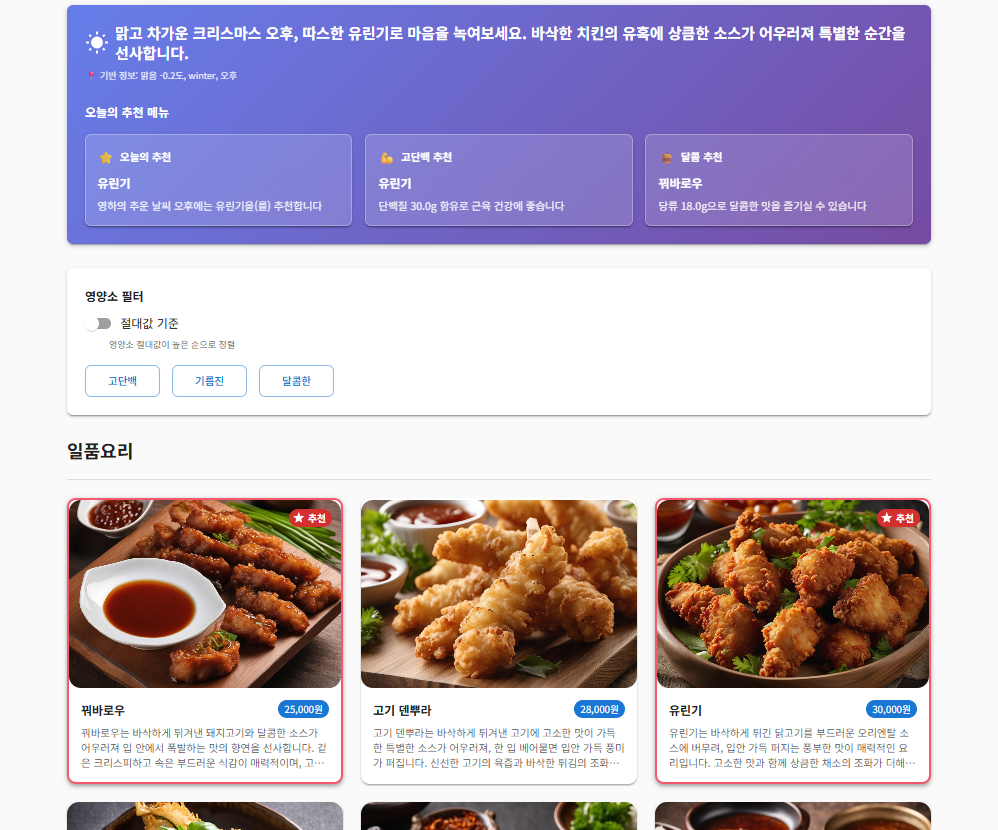 맑고 차가운 크리스마스 오후, 따스한 유린기로 마음을 녹여보세요. 바삭한 치킨의 유혹에 상큼한 소스가 어우러져 특별한 순간을
선사합니다.
기반 정보: 맑음 -0.2도, winter, 오후
오늘의 추천 메뉴
오늘의 추천
유린기
영하의 추운 날씨 오후에는 유린기을(를) 추천합니다
고단백 추천
유린기
단백질 30.0g 함유로 근육 건강에 좋습니다
달콤 추천
꿔바로우
당류 18.0g으로 달콤한 맛을 즐기실 수 있습니다
영양소 필터
절대값 기준
영양소 절대값이 높은 순으로 정렬
고단백
기름진
달콤한
일품요리
추천
꿔바로우
25,000원
꿔바로우는 바삭하게 튀겨낸 돼지고기와 달콤한 소스가
어우러져 입 안에서 폭발하는 맛의 향연을 선사합니다. 겉
은 크리스피하고 속은 부드러운 식감이 매력적이며, 고…
고기 덴뿌라
28,000원
고기 덴뿌라는 바삭하게 튀겨낸 고기에 고소한 맛이 가득
한 특별한 소스가 어우러져, 한 입 베어물면 입안 가득 풍미
가 퍼집니다. 신선한 고기의 육즙과 바삭한 튀김의 조화…
추천
유린기
30,000원
유린기는 바삭하게 튀긴 닭고기를 부드러운 오리엔탈 소
스에 버무려, 입안 가득 퍼지는 풍부한 맛이 매력적인 요
리입니다. 고소한 맛과 함께 상큼한 채소의 조화가 더해…